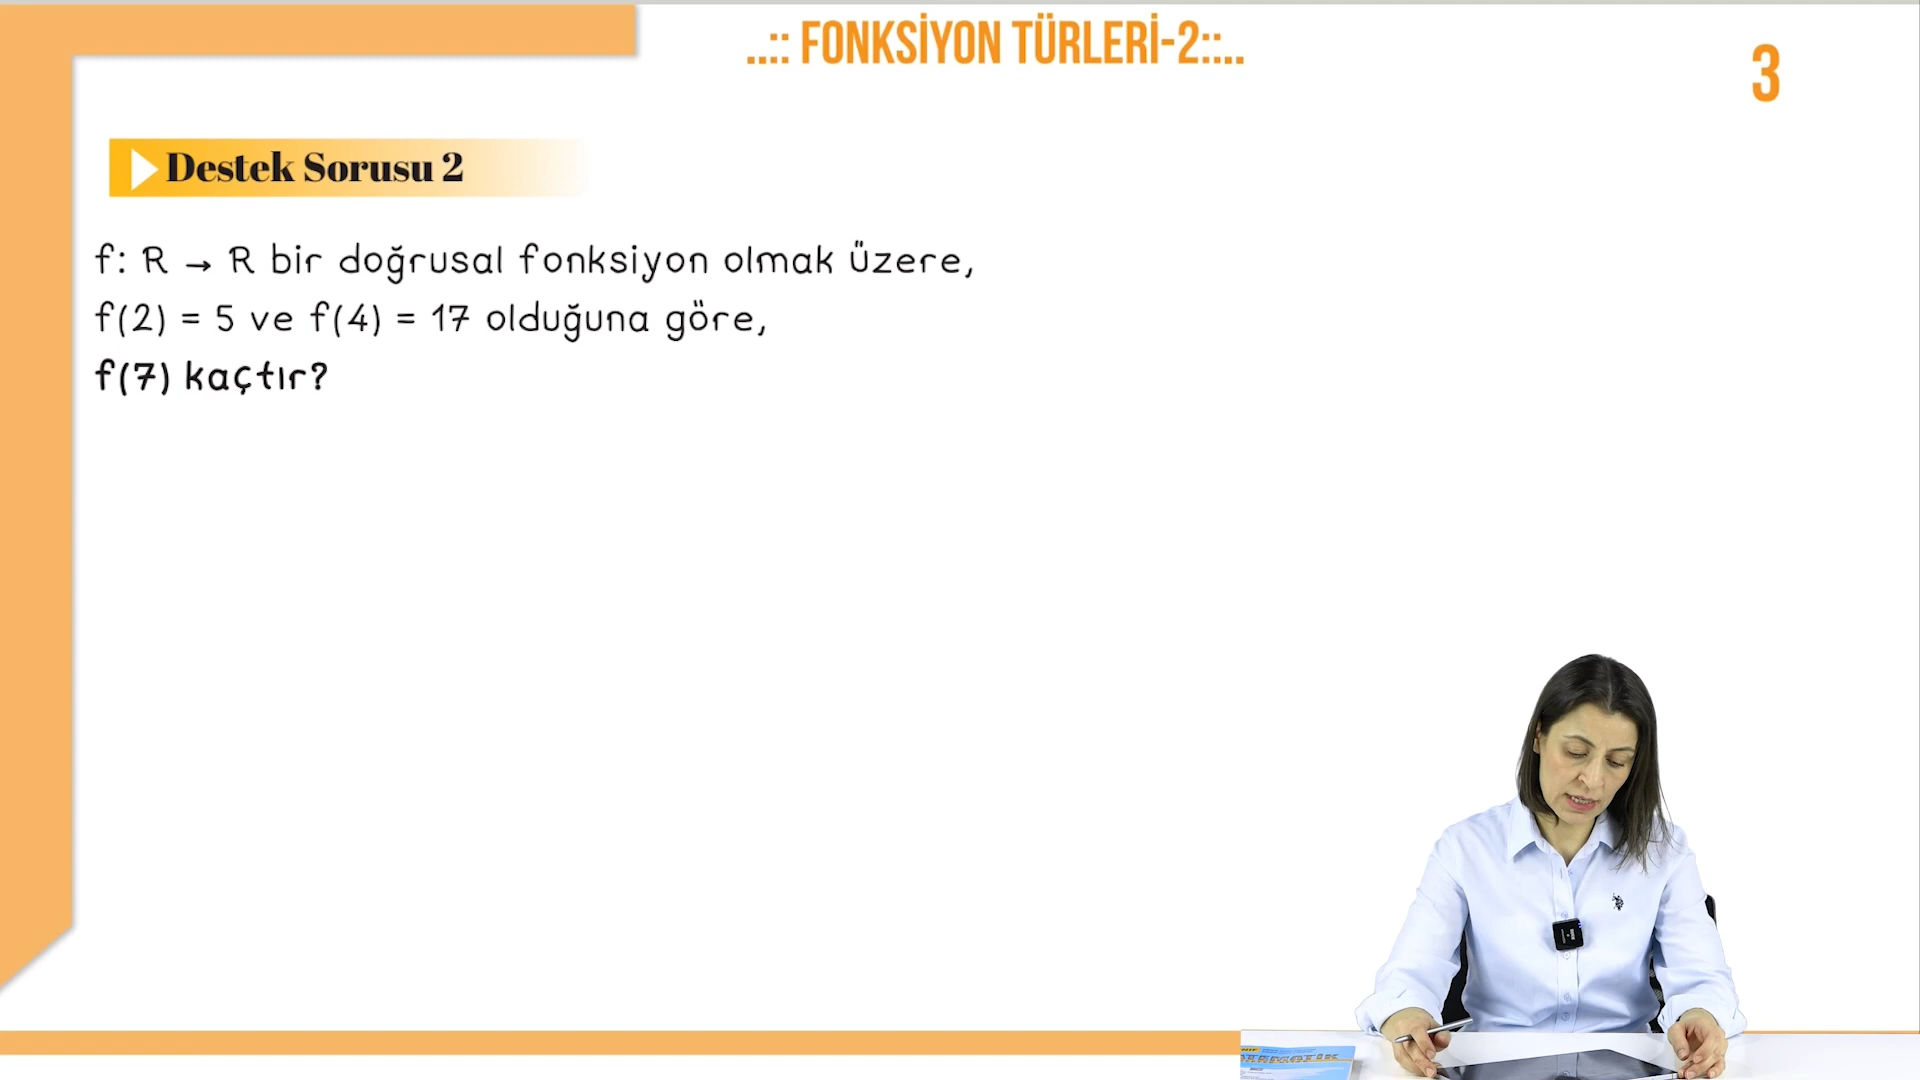 ..:: FONKSİYON TÜRLERİ-2::..
3
Destek Sorusu 2
f: R → R bir doğrusal fonksiyon olmak üzere,
f(2) = 5 ve f(4) = 17 olduğuna göre,
f(7) kaçtır?